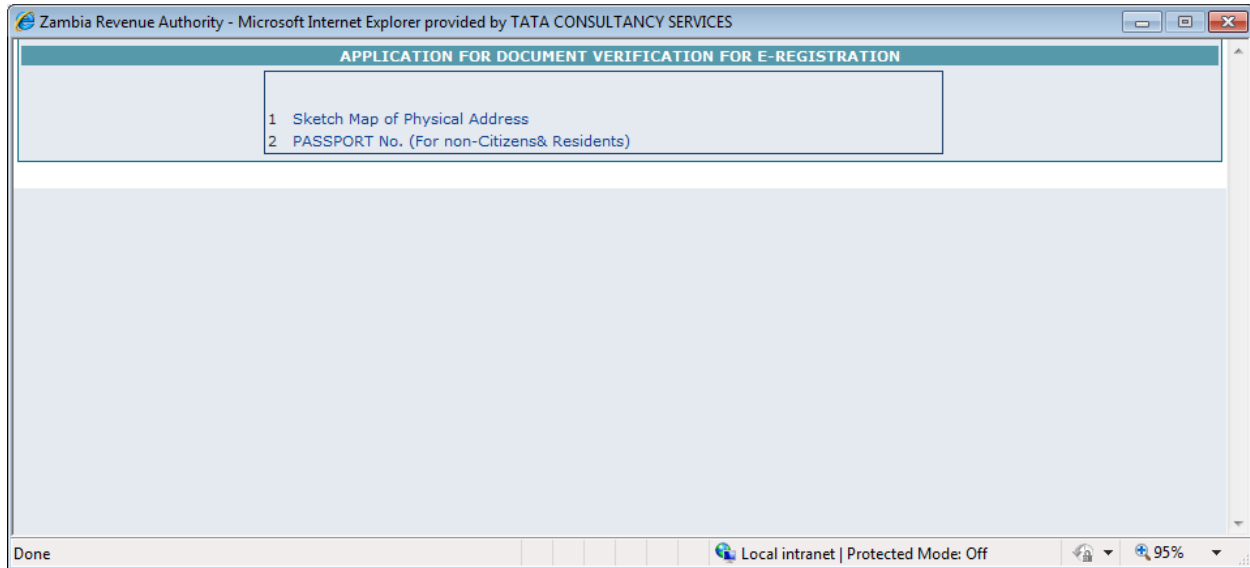 Zambia Revenue Authority - Microsoft Internet Explorer provided by TATA CONSULTANCY SERVICES
APPLICATION FOR DOCUMENT VERIFICATION FOR E-REGISTRATION
1 Sketch Map of Physical Address
2 PASSPORT No. (For non-Citizens& Residents)
Done Local intranet | Protected Mode: Off 95%